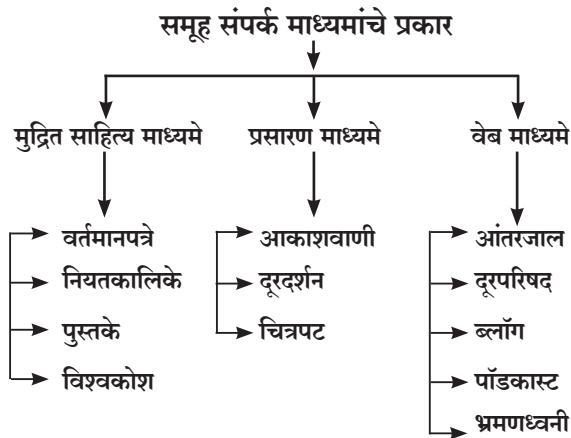 समूह संपर्क माध्यमांचे प्रकार
मुद्रित साहित्य माध्यमे
वर्तमानपत्रे
नियतकालिके
पुस्तके
विश्वकोश
प्रसारण माध्यमे
आकाशवाणी
दूरदर्शन
चित्रपट
वेब माध्यमे
आंतरजाल
दूरपरिषद
ब्लॉग
पॉडकास्ट
भ्रमणध्वनी